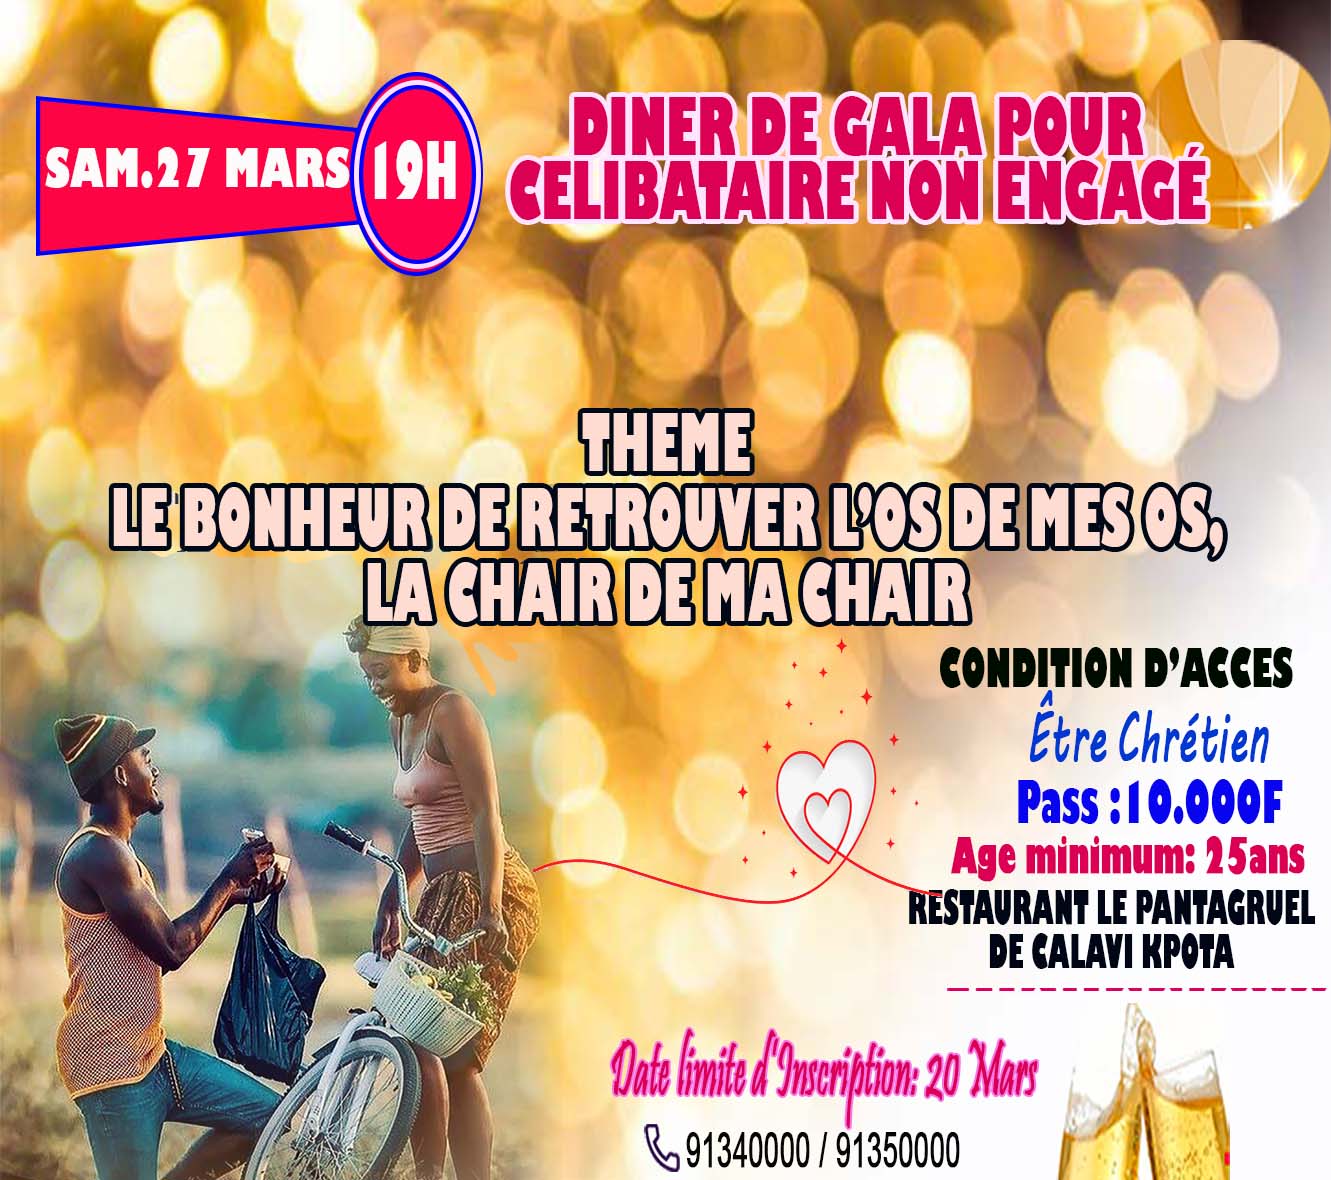 SAM.27 MARS 19H
DINER DE GALA POUR
CELIBATAIRE NON ENGAGÉ
THEME
LE BONHEUR DE RETROUVER L'OS DE MES OS,
LA CHAIR DE MA CHAIR
CONDITION D'ACCES
Être Chrétien
Pass :10.000F
Age minimum: 25ans
RESTAURANT LE PANTAGRUEL
DE CALAVI KPOTA
Date limite d'Inscription: 20 Mars
91340000 / 91350000